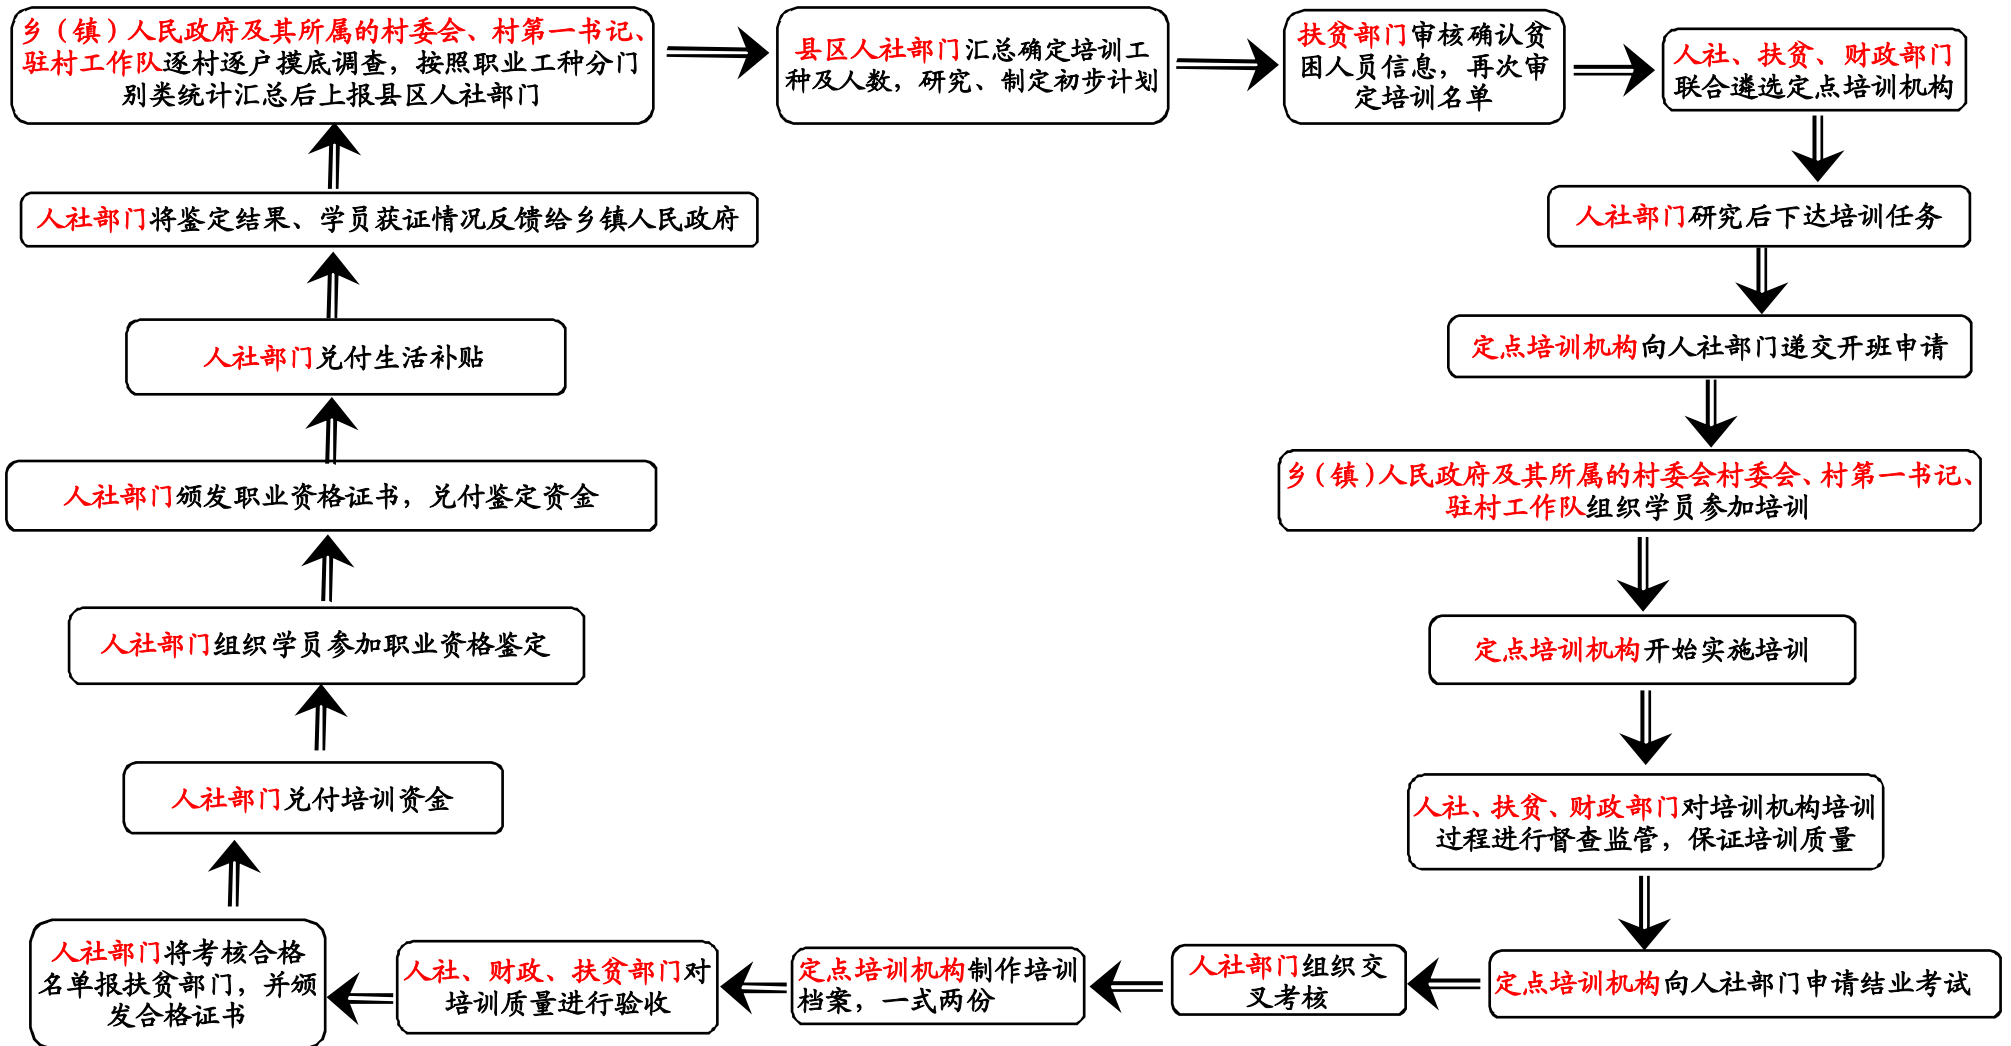 乡（镇）人民政府及其所属的村委会、村第一书记、
驻村工作队逐村逐户摸底调查，按照职业工种分门
别类统计汇总后上报县区人社部门
县区人社部门汇总确定培训工
种及人数，研究、制定初步计划
扶贫部门审核确认贫
困人员信息，再次审
定培训名单
人社、扶贫、财政部门
联合遴选定点培训机构
人社部门研究后下达培训任务
定点培训机构向人社部门递交开班申请
乡（镇）人民政府及其所属的村委会村委会、村第一书记、
驻村工作队组织学员参加培训
定点培训机构开始实施培训
人社、扶贫、财政部门对培训机构培训
过程进行督查监管，保证培训质量
定点培训机构向人社部门申请结业考试
人社部门组织交
叉考核
定点培训机构制作培训
档案，一式两份
人社、财政、扶贫部门对
培训质量进行验收
人社部门将考核合格
名单报扶贫部门，并颁
发合格证书
人社部门兑付培训资金
人社部门组织学员参加职业资格鉴定
人社部门颁发职业资格证书，兑付鉴定资金
人社部门兑付生活补贴
人社部门将鉴定结果、学员获证情况反馈给乡镇人民政府